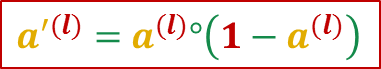 a′⁽ˡ⁾ = a⁽ˡ⁾∘(1 − a⁽ˡ⁾)